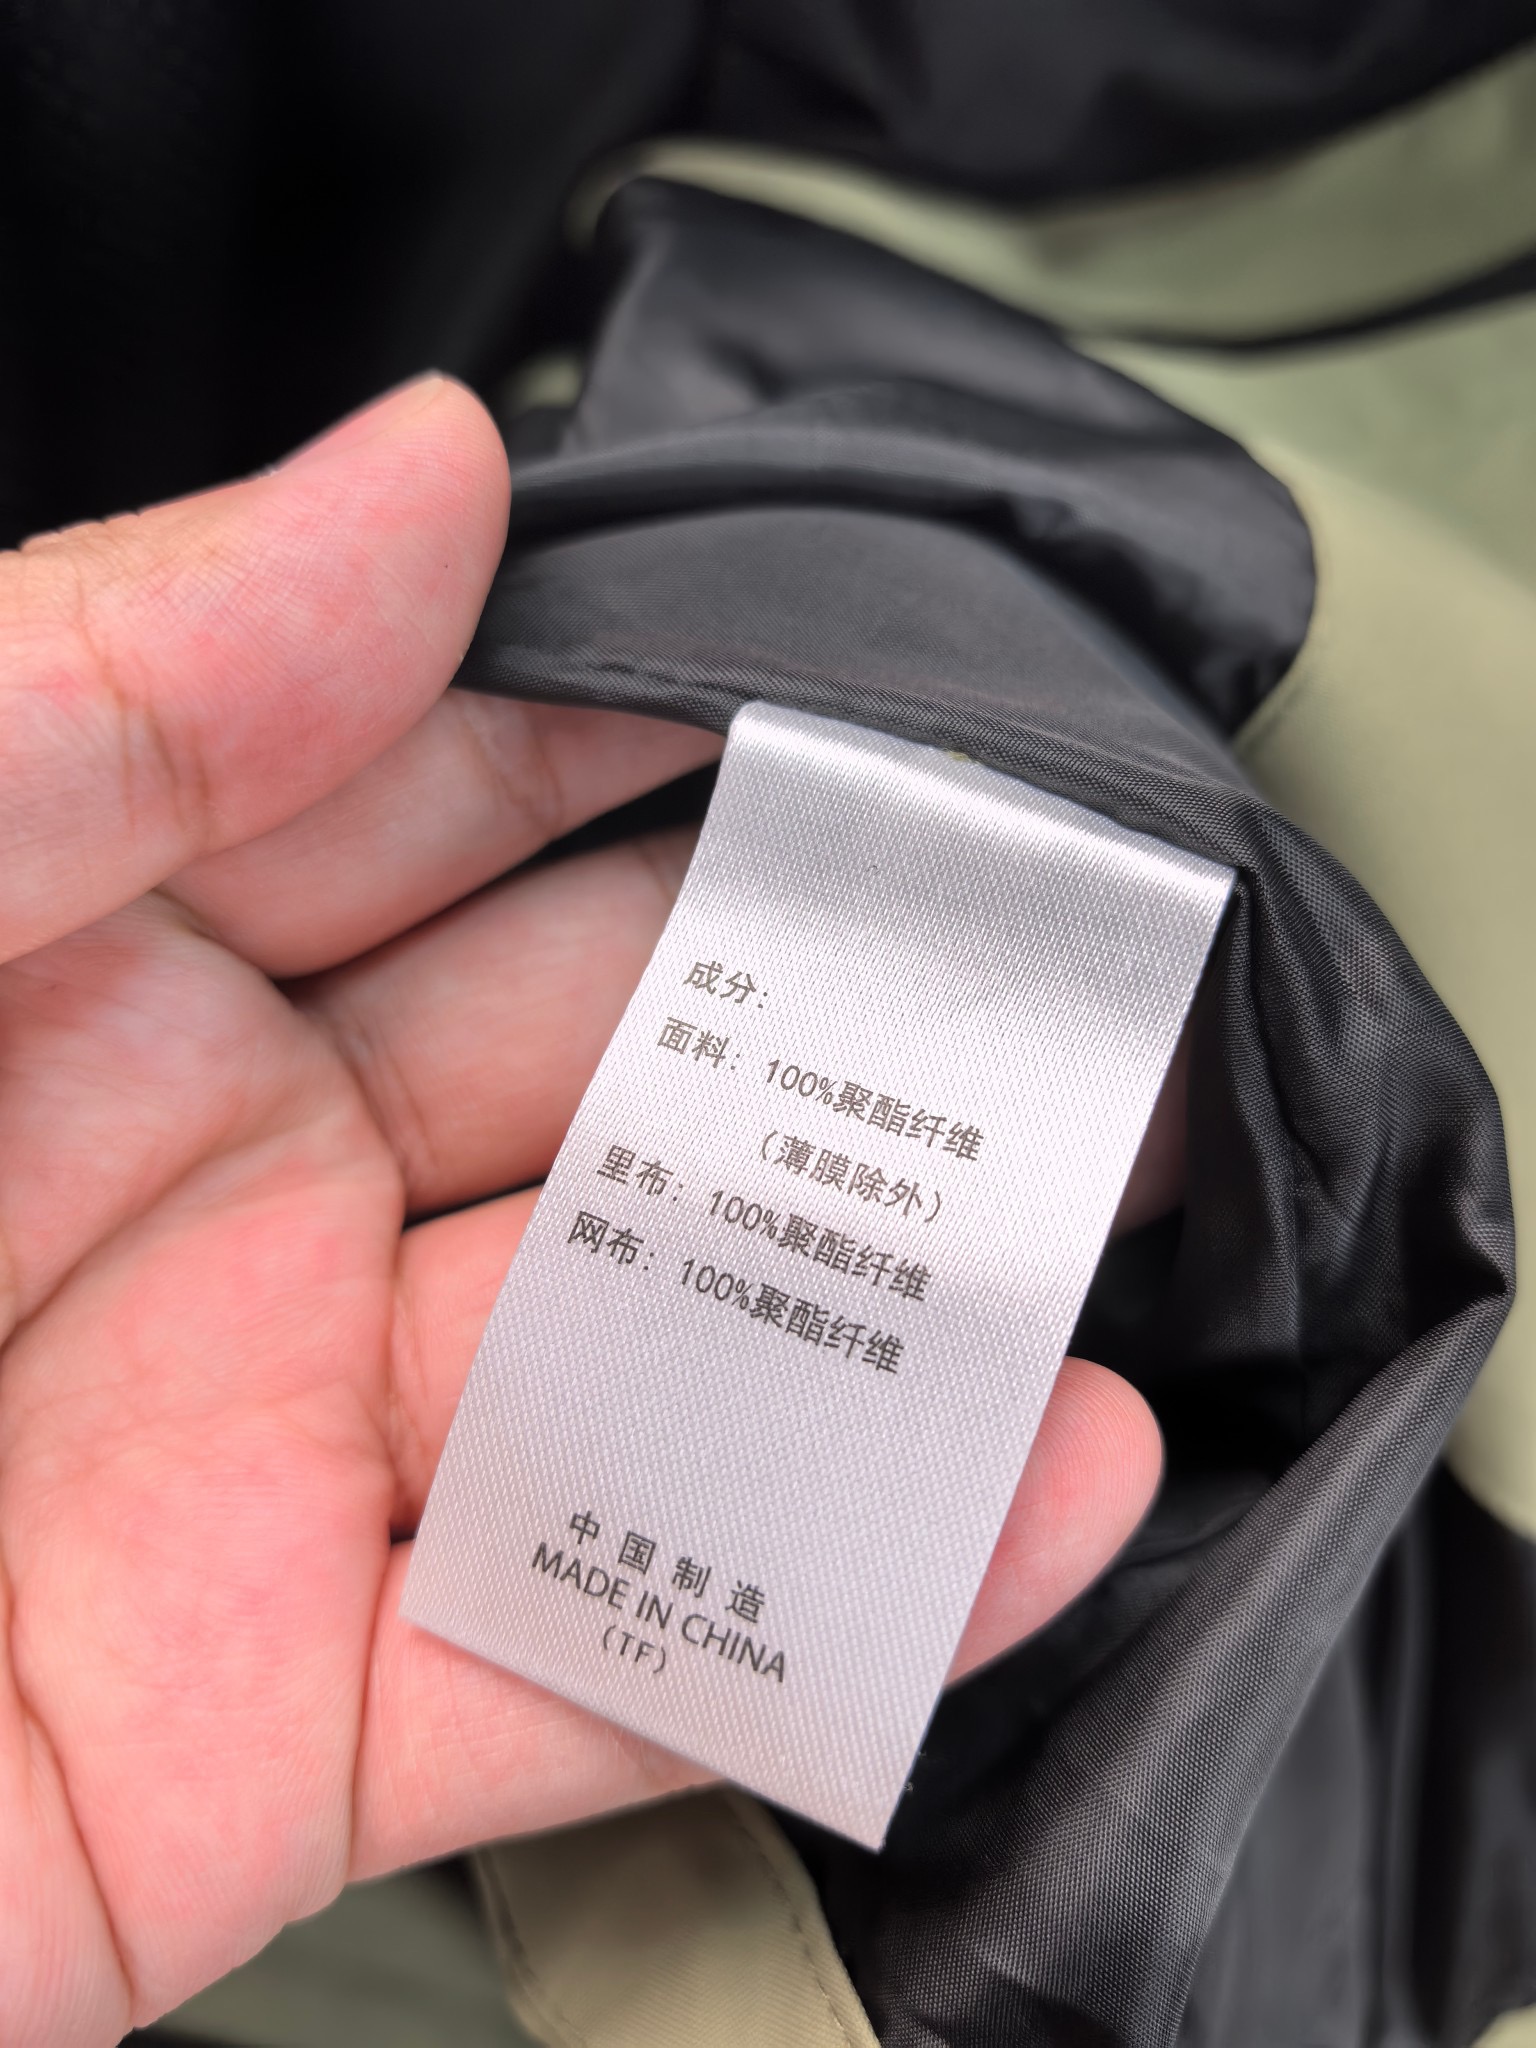 成分：
面料：100%聚酯纤维
（薄膜除外）
里布：100%聚酯纤维
网布：100%聚酯纤维
中国制造
MADE IN CHINA
(TF)